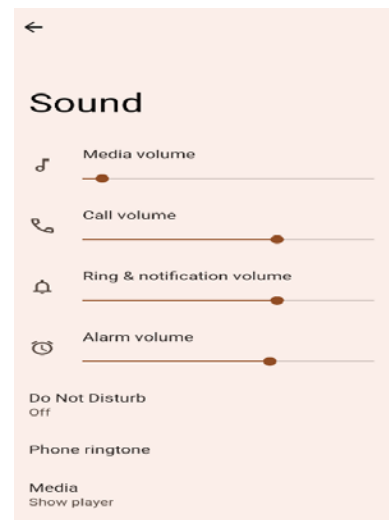 Sound
Media volume
Call volume
Ring & notification volume
Alarm volume
Do Not Disturb
Off
Phone ringtone
Media
Show player